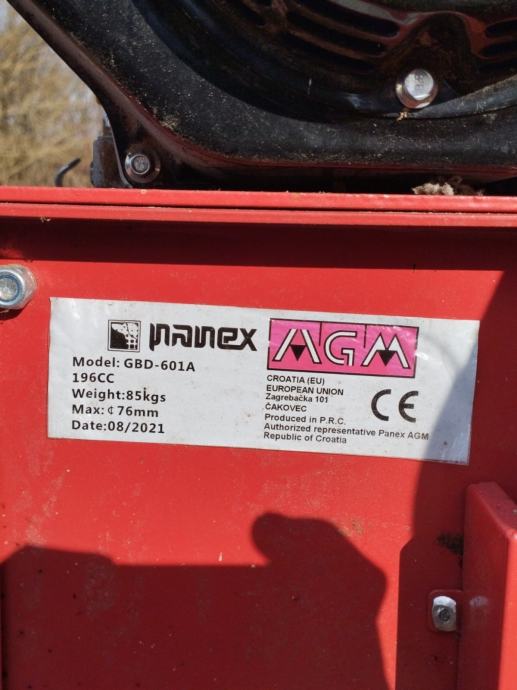 panex AGM
Model: GBD-601A
196CC
Weight:85kgs
Max:¢76mm
Date:08/2021
CROATIA (EU)
EUROPEAN UNION
Zagrebačka 101
ČAKOVEC
Produced in P.R.C.
Authorized representative Panex AGM
Republic of Croatia
CE